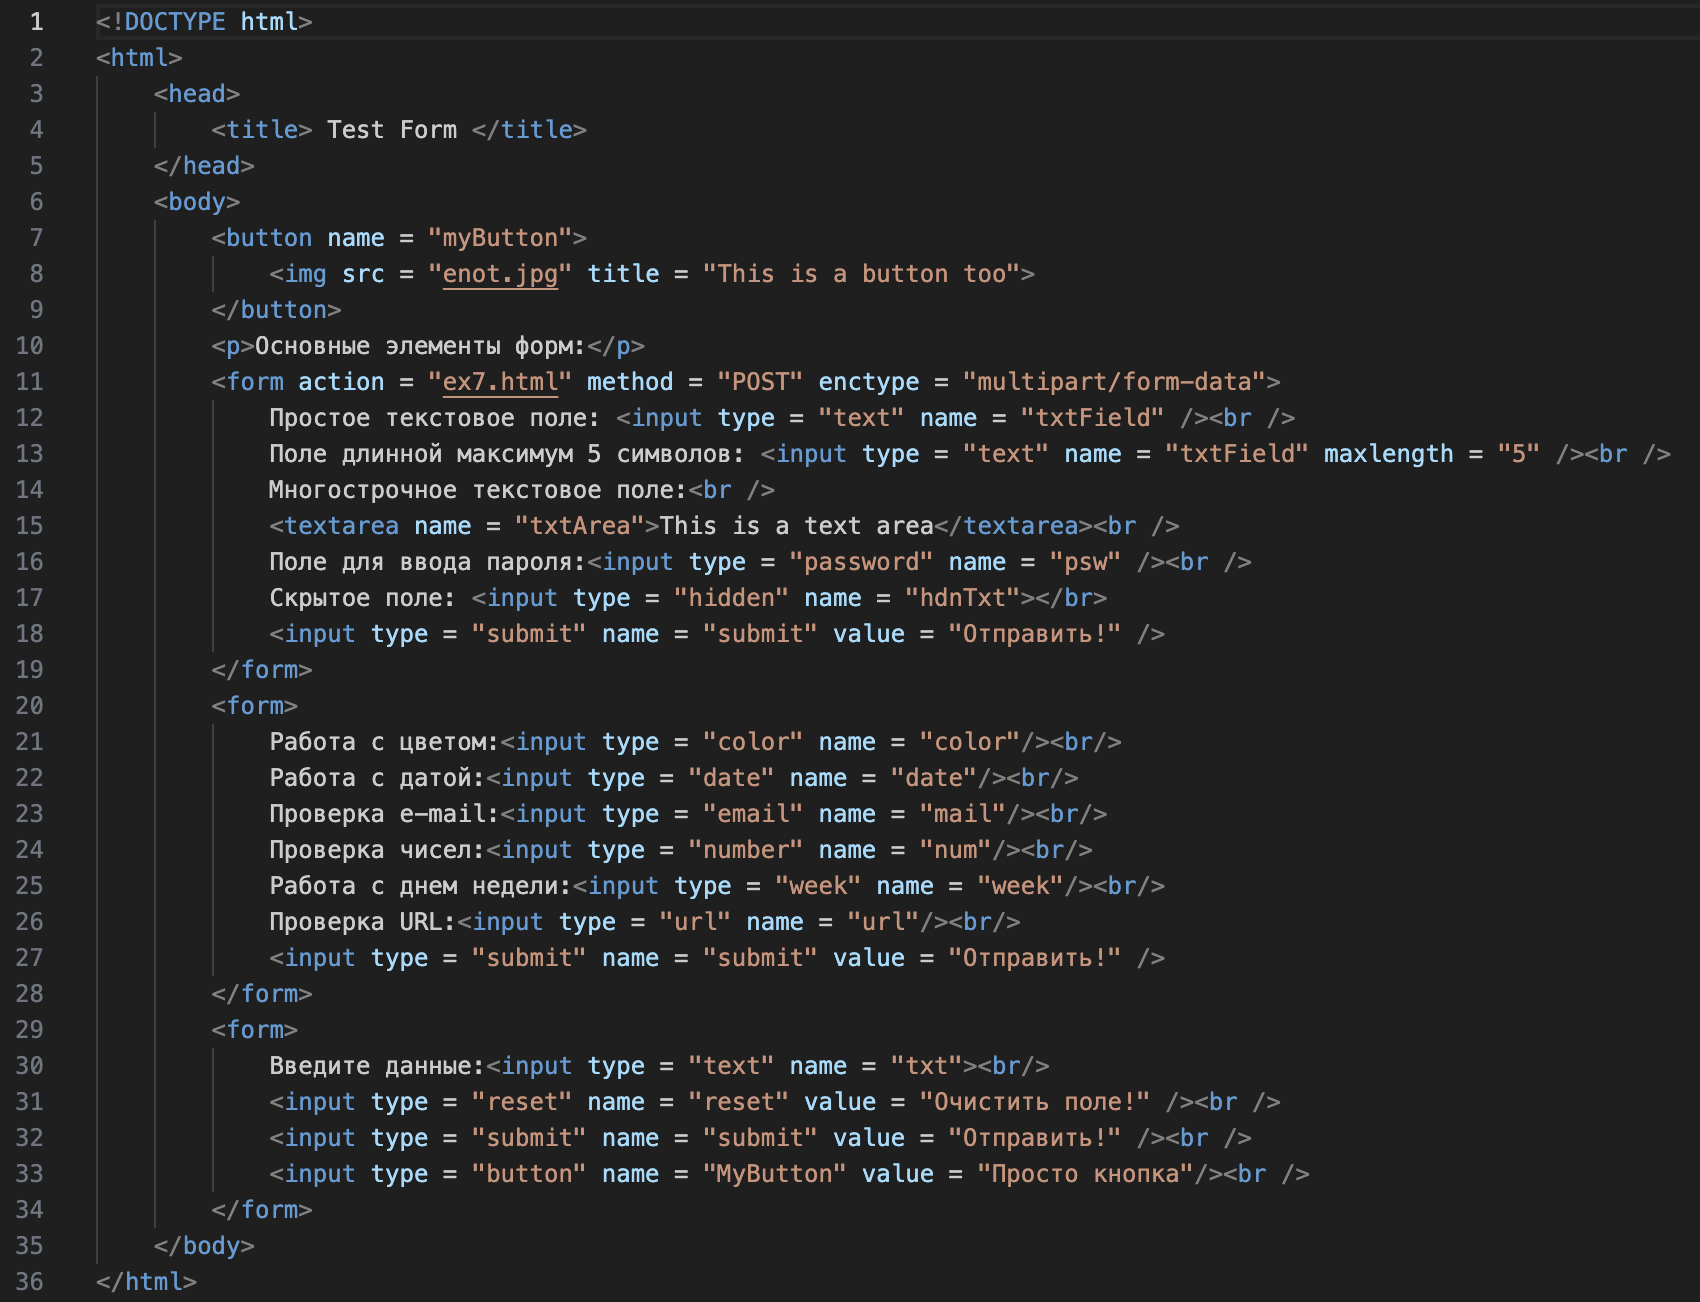 1 <!DOCTYPE html>
2 <html>
3     <head>
4         <title> Test Form </title>
5     </head>
6     <body>
7         <button name = "myButton">
8             <img src = "enot.jpg" title = "This is a button too">
9         </button>
10         <p>Основные элементы форм:</p>
11         <form action = "ex7.html" method = "POST" enctype = "multipart/form-data">
12             Простое текстовое поле: <input type = "text" name = "txtField" /><br />
13             Поле длинной максимум 5 символов: <input type = "text" name = "txtField" maxlength = "5" /><br />
14             Многострочное текстовое поле:<br />
15             <textarea name = "txtArea">This is a text area</textarea><br />
16             Поле для ввода пароля:<input type = "password" name = "psw" /><br />
17             Скрытое поле: <input type = "hidden" name = "hdnTxt"></br>
18             <input type = "submit" name = "submit" value = "Отправить!" />
19         </form>
20         <form>
21             Работа с цветом:<input type = "color" name = "color"/><br/>
22             Работа с датой:<input type = "date" name = "date"/><br/>
23             Проверка e-mail:<input type = "email" name = "mail"/><br/>
24             Проверка чисел:<input type = "number" name = "num"/><br/>
25             Работа с днем недели:<input type = "week" name = "week"/><br/>
26             Проверка URL:<input type = "url" name = "url"/><br/>
27             <input type = "submit" name = "submit" value = "Отправить!" />
28         </form>
29         <form>
30             Введите данные:<input type = "text" name = "txt"><br/>
31             <input type = "reset" name = "reset" value = "Очистить поле!" /><br />
32             <input type = "submit" name = "submit" value = "Отправить!" /><br />
33             <input type = "button" name = "MyButton" value = "Просто кнопка"/><br />
34         </form>
35     </body>
36 </html>